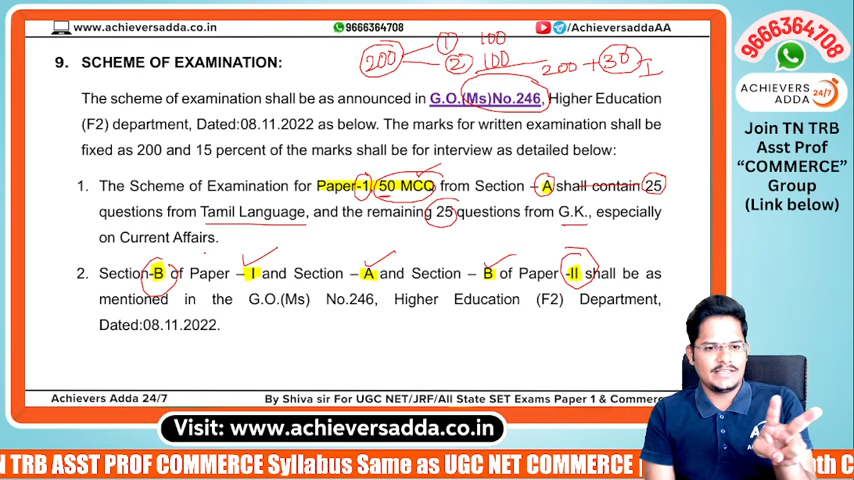 www.achieversadda.co.in
9666364708
/AchieversaddaAA
9. SCHEME OF EXAMINATION:
200
1 100
2 100
200 + 30
I
The scheme of examination shall be as announced in G.O.(Ms)No.246, Higher Education
(F2) department, Dated:08.11.2022 as below. The marks for written examination shall be
fixed as 200 and 15 percent of the marks shall be for interview as detailed below:
1. The Scheme of Examination for Paper-1, 50 MCQ from Section – A shall contain 25
questions from Tamil Language, and the remaining 25 questions from G.K., especially
on Current Affairs.
2. Section-B of Paper – I and Section – A and Section – B of Paper -II shall be as
mentioned in the G.O.(Ms) No.246, Higher Education (F2) Department,
Dated:08.11.2022.
Achievers Adda 24/7
By Shiva sir For UGC NET/JRF/All State SET Exams Paper 1 & Commer
9666364708
ACHIEVERS
ADDA 24/7
Join TN TRB
Asst Prof
“COMMERCE”
Group
(Link below)
Visit: www.achieversadda.co.in
N TRB ASST PROF COMMERCE Syllabus Same as UGC NET COMMERCE